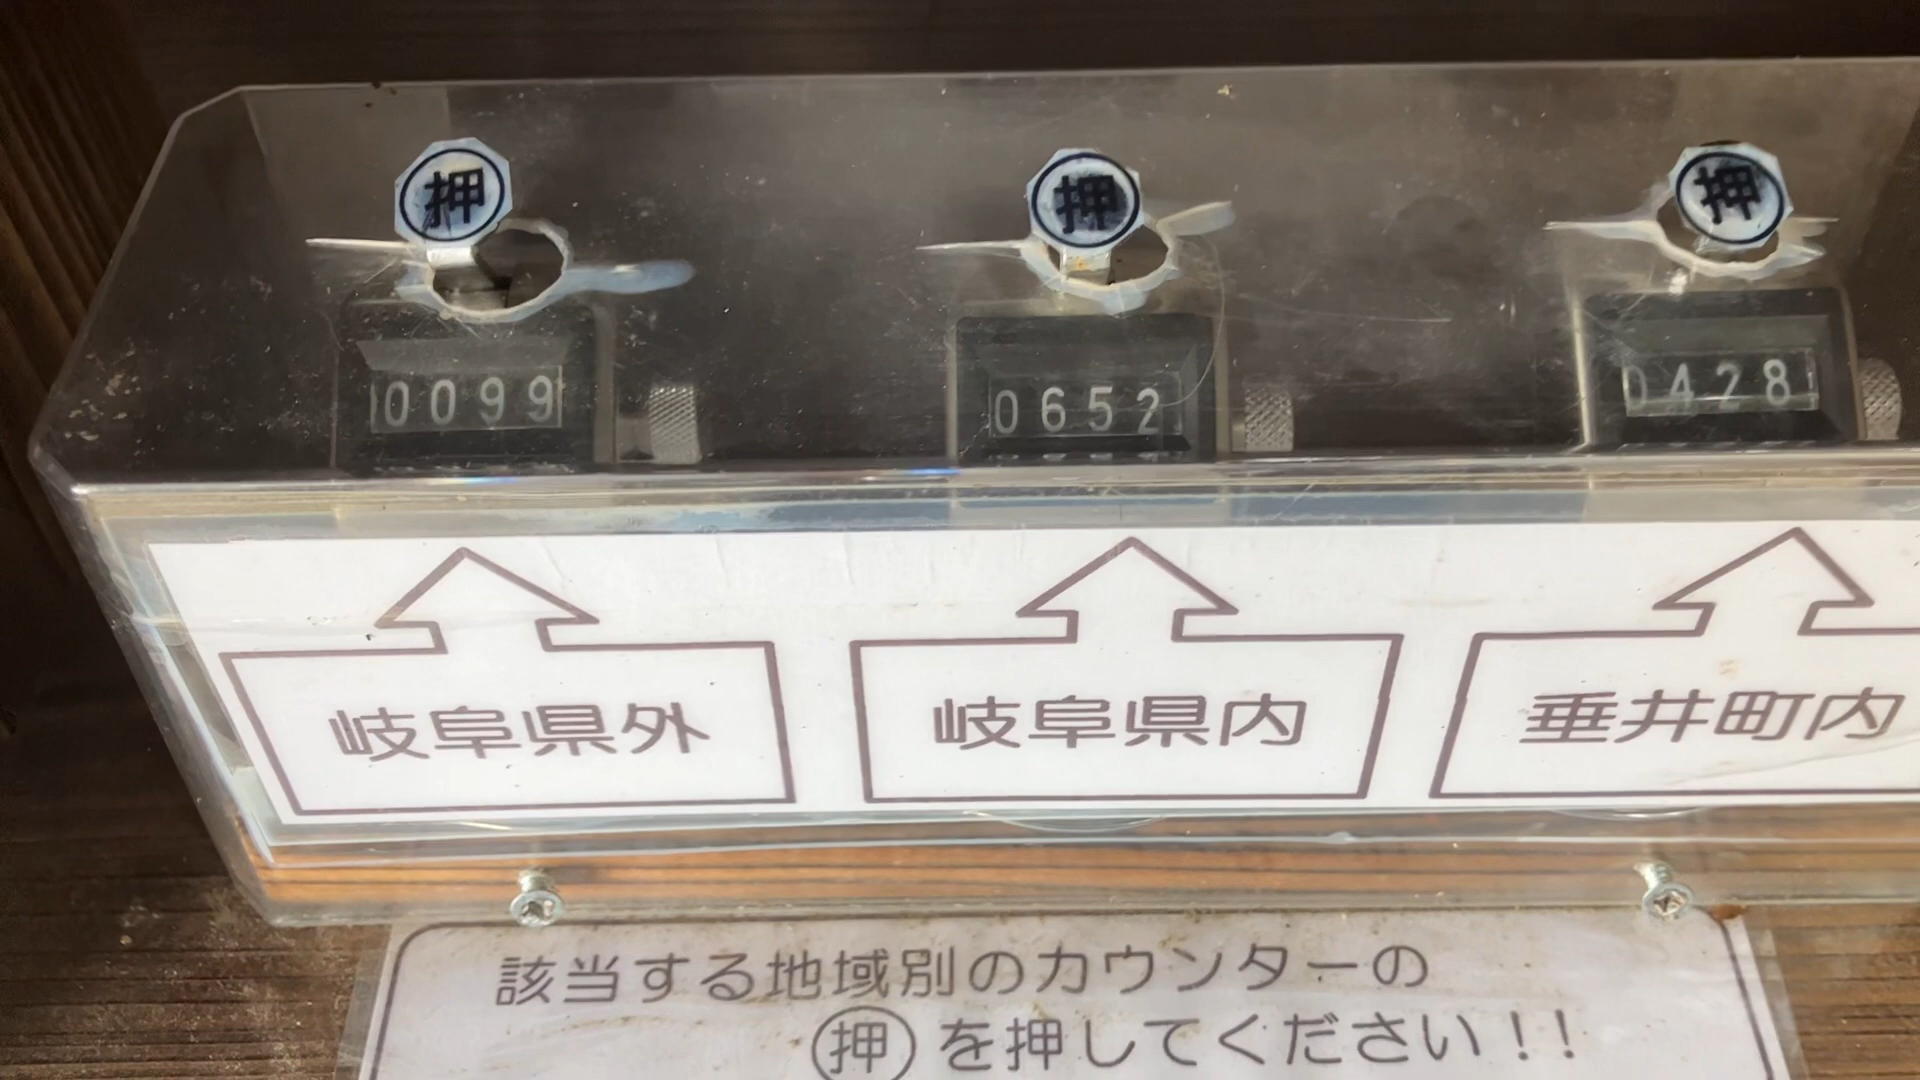 押 押 押
0099 0652 0428
岐阜県外 岐阜県内 垂井町内
該当する地域別のカウンターの
押 を押してください！！